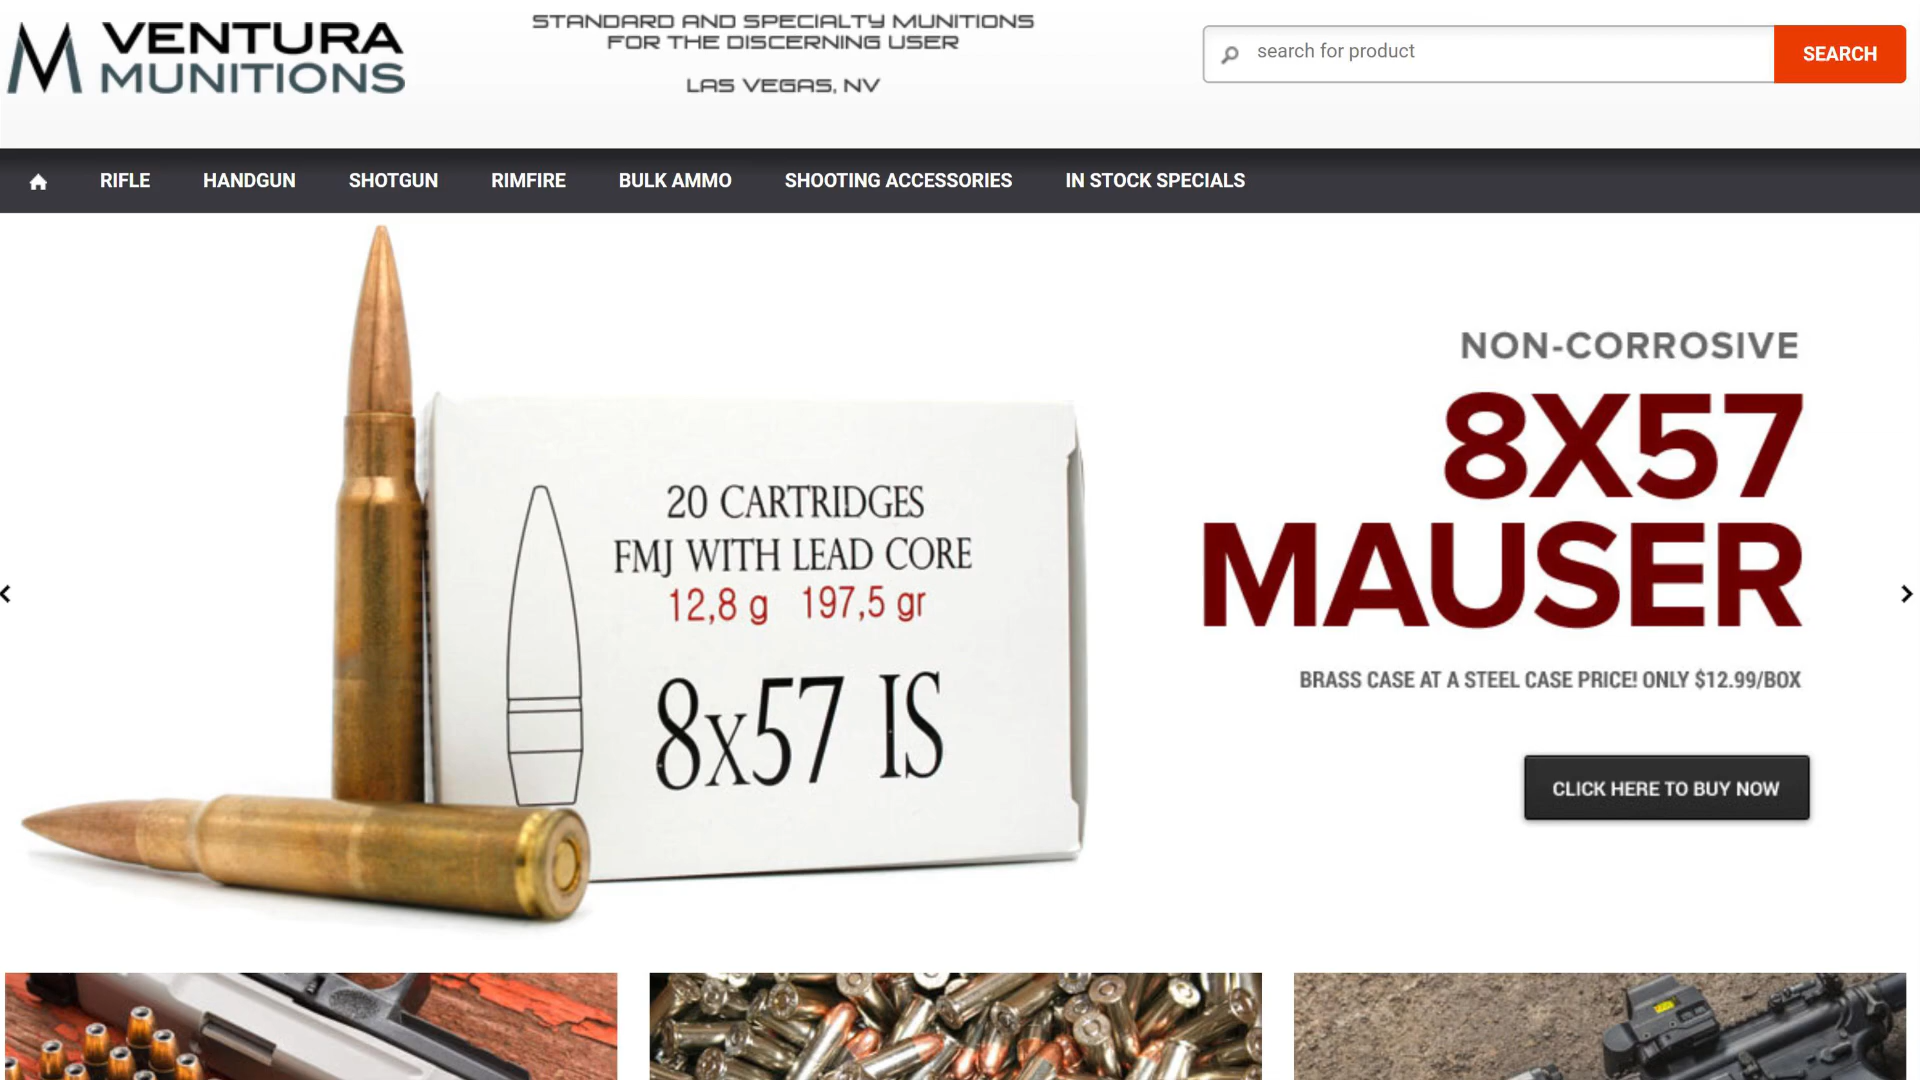 VENTURA
MUNITIONS
STANDARD AND SPECIALTY MUNITIONS
FOR THE DISCERNING USER
LAS VEGAS, NV
search for product
SEARCH
RIFLE
HANDGUN
SHOTGUN
RIMFIRE
BULK AMMO
SHOOTING ACCESSORIES
IN STOCK SPECIALS
20 CARTRIDGES
FMJ WITH LEAD CORE
12,8 g 197,5 gr
8x57 IS
NON-CORROSIVE
8X57
MAUSER
BRASS CASE AT A STEEL CASE PRICE! ONLY $12.99/BOX
CLICK HERE TO BUY NOW